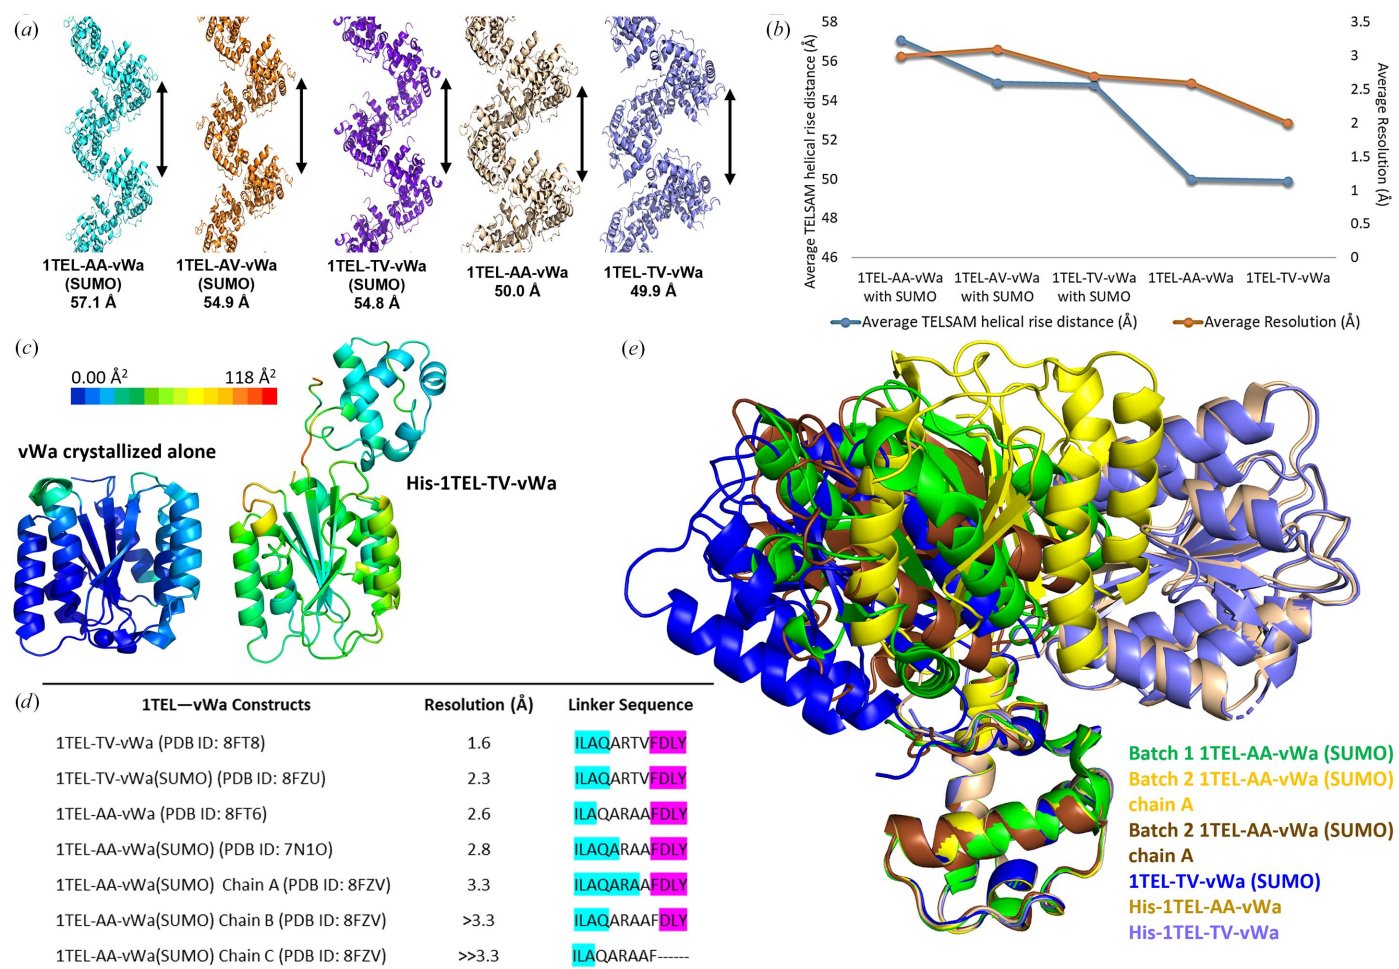 (a)
1TEL-AA-vWa
(SUMO)
57.1 Å
1TEL-AV-vWa
(SUMO)
54.9 Å
1TEL-TV-vWa
(SUMO)
54.8 Å
1TEL-AA-vWa
50.0 Å
1TEL-TV-vWa
49.9 Å
(b)
Average TELSAM helical rise distance (Å)
58
56
54
52
50
48
46
3.5
3
2.5
2
1.5
1
0.5
0
Average Resolution (Å)
1TEL-AA-vWa
with SUMO
1TEL-AV-vWa
with SUMO
1TEL-TV-vWa
with SUMO
1TEL-AA-vWa
1TEL-TV-vWa
Average TELSAM helical rise distance (Å)
Average Resolution (Å)
(c)
0.00 Å²
118 Å²
vWa crystallized alone
His-1TEL-TV-vWa
(d)
1TEL—vWa Constructs Resolution (Å) Linker Sequence
1TEL-TV-vWa (PDB ID: 8FT8) 1.6 ILAQARTVFDLY
1TEL-TV-vWa(SUMO) (PDB ID: 8FZU) 2.3 ILAQARTVFDLY
1TEL-AA-vWa (PDB ID: 8FT6) 2.6 ILAQARAAFDLY
1TEL-AA-vWa(SUMO) (PDB ID: 7N1O) 2.8 ILAQARAAFDLY
1TEL-AA-vWa(SUMO) Chain A (PDB ID: 8FZV) 3.3 ILAQARAAFDLY
1TEL-AA-vWa(SUMO) Chain B (PDB ID: 8FZV) >3.3 ILAQARAAFDLY
1TEL-AA-vWa(SUMO) Chain C (PDB ID: 8FZV) >>3.3 ILAQARAAF------
(e)
Batch 1 1TEL-AA-vWa (SUMO)
Batch 2 1TEL-AA-vWa (SUMO)
chain A
Batch 2 1TEL-AA-vWa (SUMO)
chain A
1TEL-TV-vWa (SUMO)
His-1TEL-AA-vWa
His-1TEL-TV-vWa